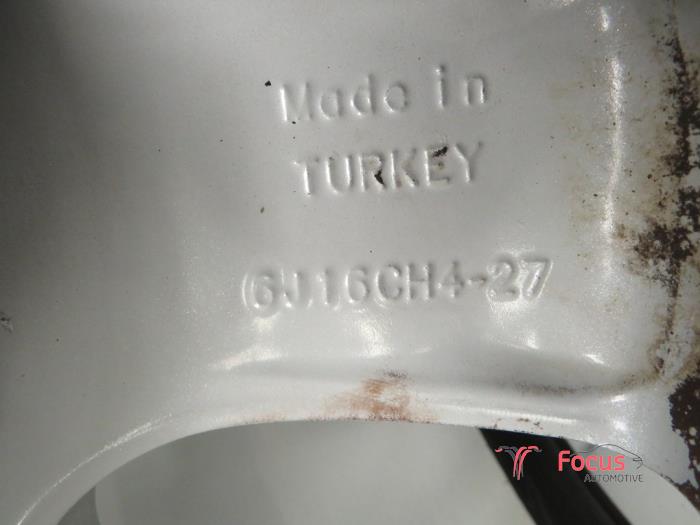 Made in
TURKEY
6J16CH4-27
Focus
AUTOMOTIVE